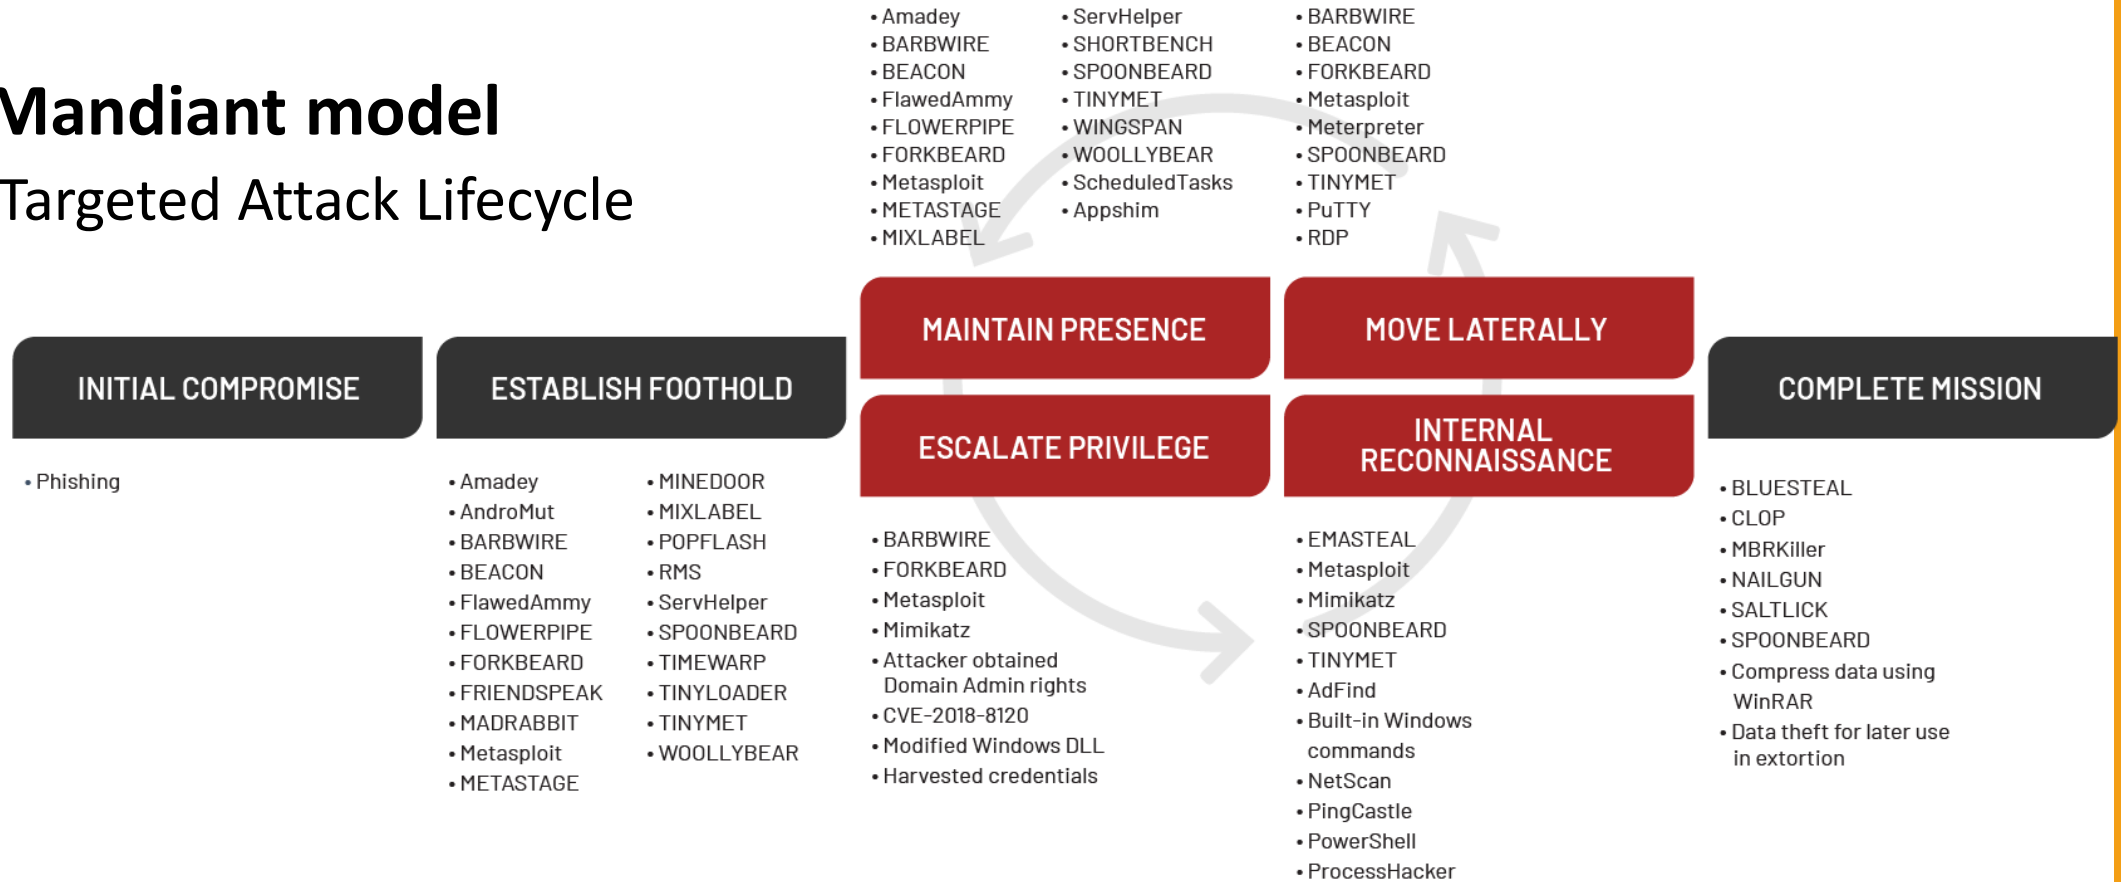 Mandiant model
Targeted Attack Lifecycle
• Amadey
• BARBWIRE
• BEACON
• FlawedAmmy
• FLOWERPIPE
• FORKBEARD
• Metasploit
• METASTAGE
• MIXLABEL
• ServHelper
• SHORTBENCH
• SPOONBEARD
• TINYMET
• WINGSPAN
• WOOLLYBEAR
• ScheduledTasks
• Appshim
• BARBWIRE
• BEACON
• FORKBEARD
• Metasploit
• Meterpreter
• SPOONBEARD
• TINYMET
• PuTTY
• RDP
MAINTAIN PRESENCE
MOVE LATERALLY
INITIAL COMPROMISE
ESTABLISH FOOTHOLD
ESCALATE PRIVILEGE
INTERNAL
RECONNAISSANCE
COMPLETE MISSION
• Phishing
• Amadey
• AndroMut
• BARBWIRE
• BEACON
• FlawedAmmy
• FLOWERPIPE
• FORKBEARD
• FRIENDSPEAK
• MADRABBIT
• Metasploit
• METASTAGE
• MINEDOOR
• MIXLABEL
• POPFLASH
• RMS
• ServHelper
• SPOONBEARD
• TIMEWARP
• TINYLOADER
• TINYMET
• WOOLLYBEAR
• BARBWIRE
• FORKBEARD
• Metasploit
• Mimikatz
• Attacker obtained
Domain Admin rights
• CVE-2018-8120
• Modified Windows DLL
• Harvested credentials
• EMASTEAL
• Metasploit
• Mimikatz
• SPOONBEARD
• TINYMET
• AdFind
• Built-in Windows
commands
• NetScan
• PingCastle
• PowerShell
• ProcessHacker
• BLUESTEAL
• CLOP
• MBRKiller
• NAILGUN
• SALTLICK
• SPOONBEARD
• Compress data using
WinRAR
• Data theft for later use
in extortion